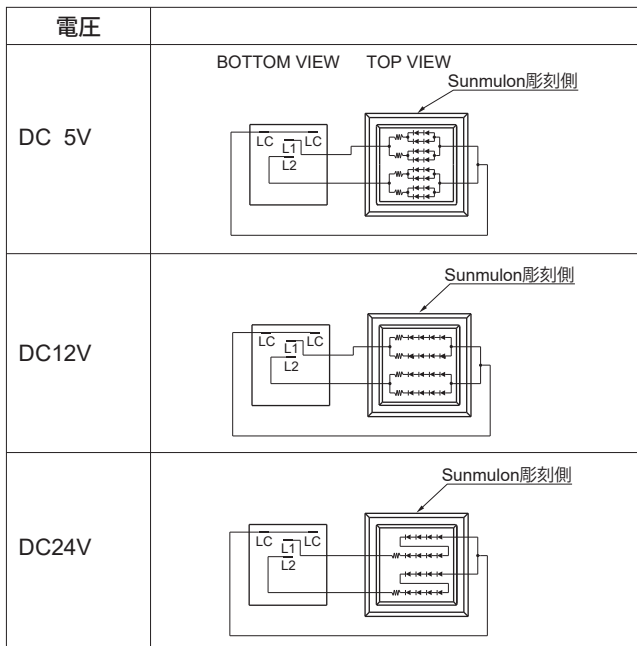 電圧
BOTTOM VIEW TOP VIEW
Sunmulon彫刻側
DC 5V
LC L1 LC
L2
Sunmulon彫刻側
DC12V
LC L1 LC
L2
Sunmulon彫刻側
DC24V
LC L1 LC
L2